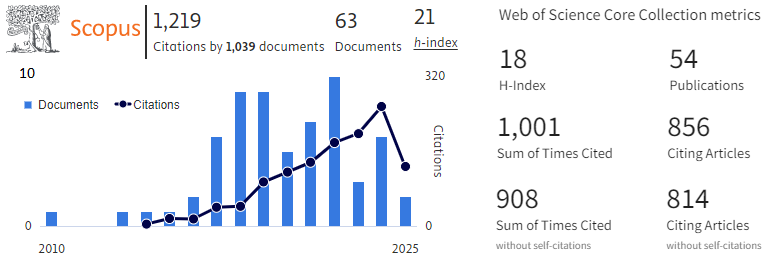 Scopus
1,219
Citations by 1,039 documents
63
Documents
21
h-index
10
320
Documents
Citations
Citations
0
0
2010
2025
Web of Science Core Collection metrics
18
H-Index
54
Publications
1,001
Sum of Times Cited
856
Citing Articles
908
Sum of Times Cited
without self-citations
814
Citing Articles
without self-citations